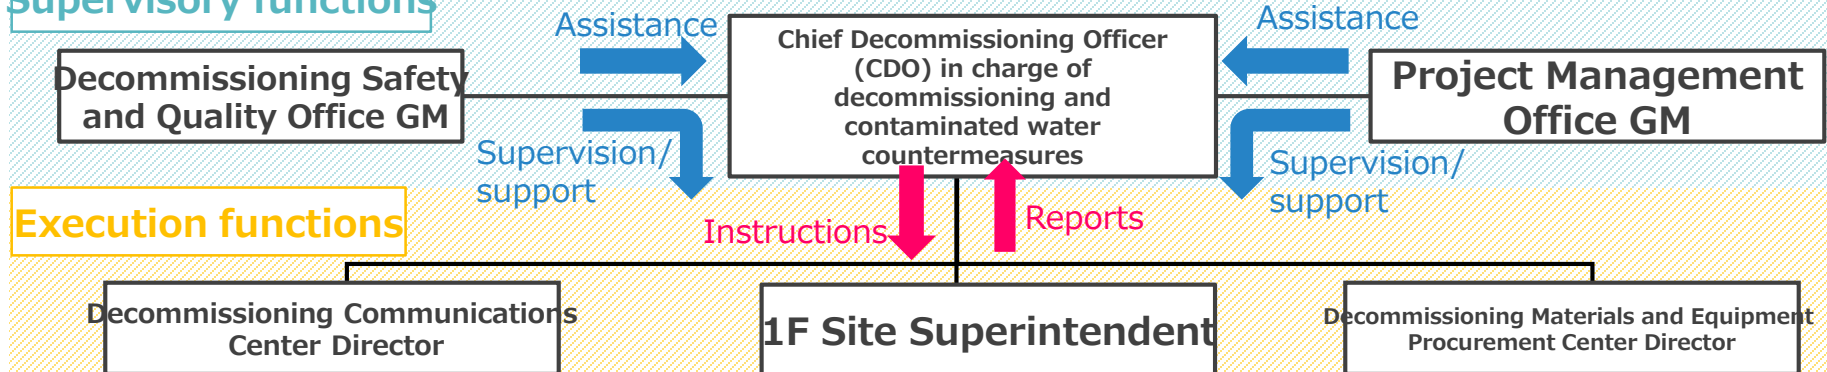 Supervisory functions
Assistance
Assistance
Chief Decommissioning Officer
(CDO) in charge of
decommissioning and
contaminated water
countermeasures
Decommissioning Safety
and Quality Office GM
Project Management
Office GM
Supervision/
support
Supervision/
support
Execution functions
Instructions
Reports
Decommissioning Communications
Center Director
1F Site Superintendent
Decommissioning Materials and Equipment
Procurement Center Director